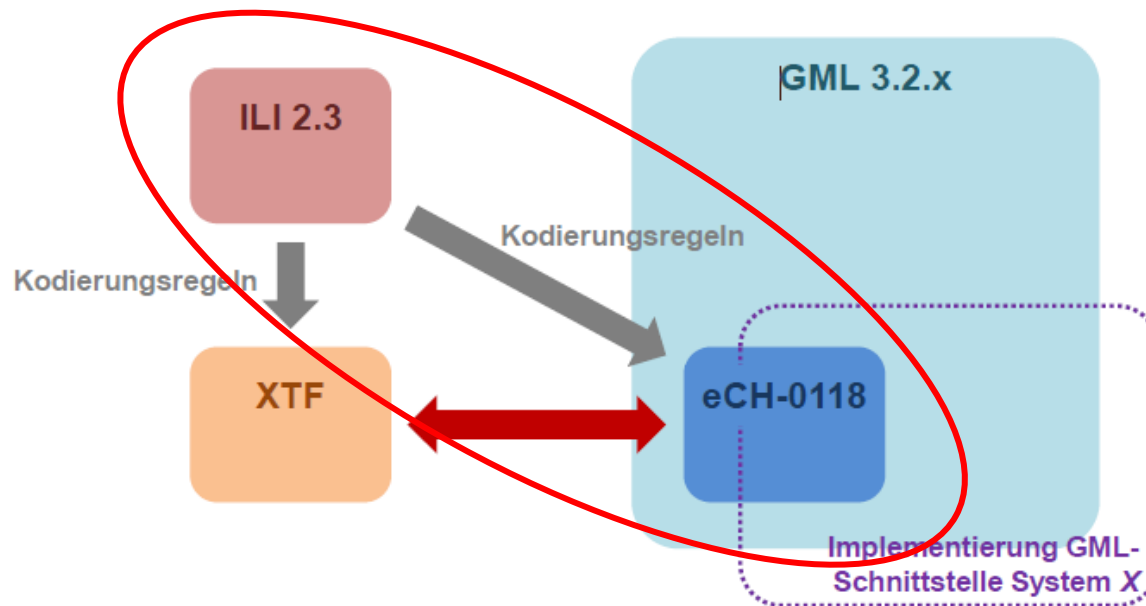 GML 3.2.x
ILI 2.3
Kodierungsregeln
Kodierungsregeln
XTF
eCH-0118
Implementierung GML-
Schnittstelle System X